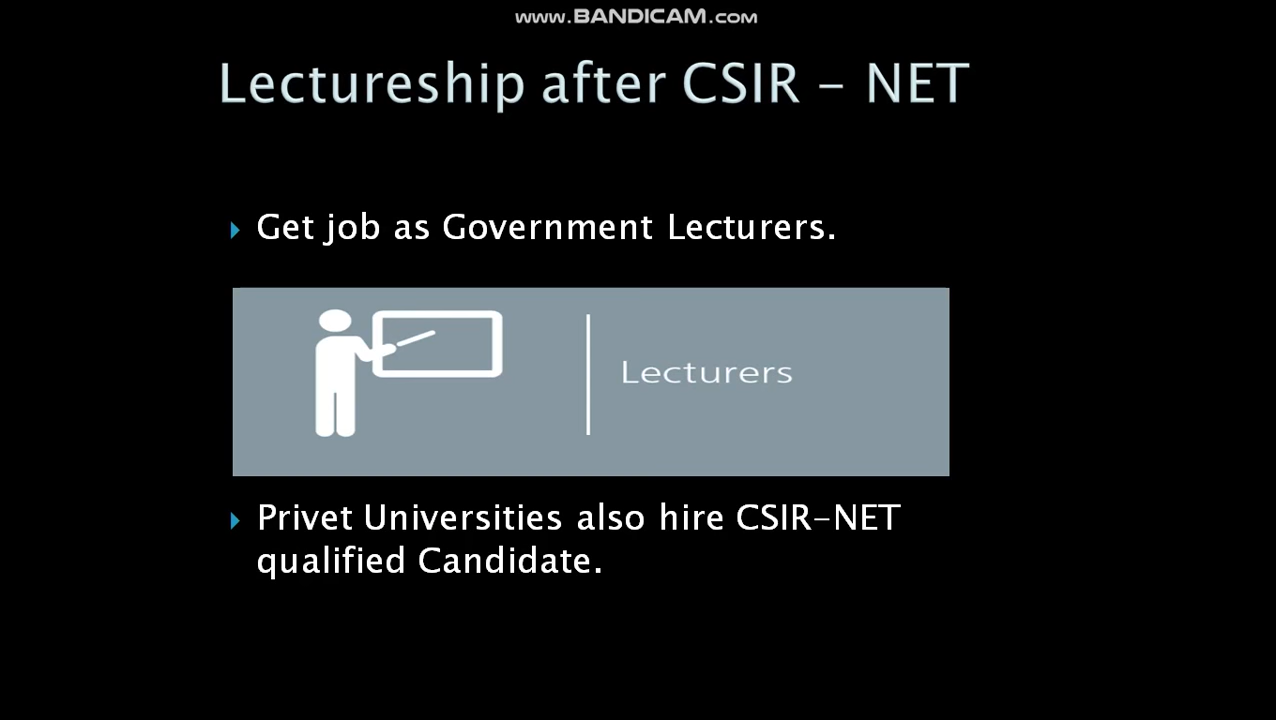 www.BANDICAM.com
Lectureship after CSIR - NET
Get job as Government Lecturers.
Lecturers
Privet Universities also hire CSIR-NET
qualified Candidate.